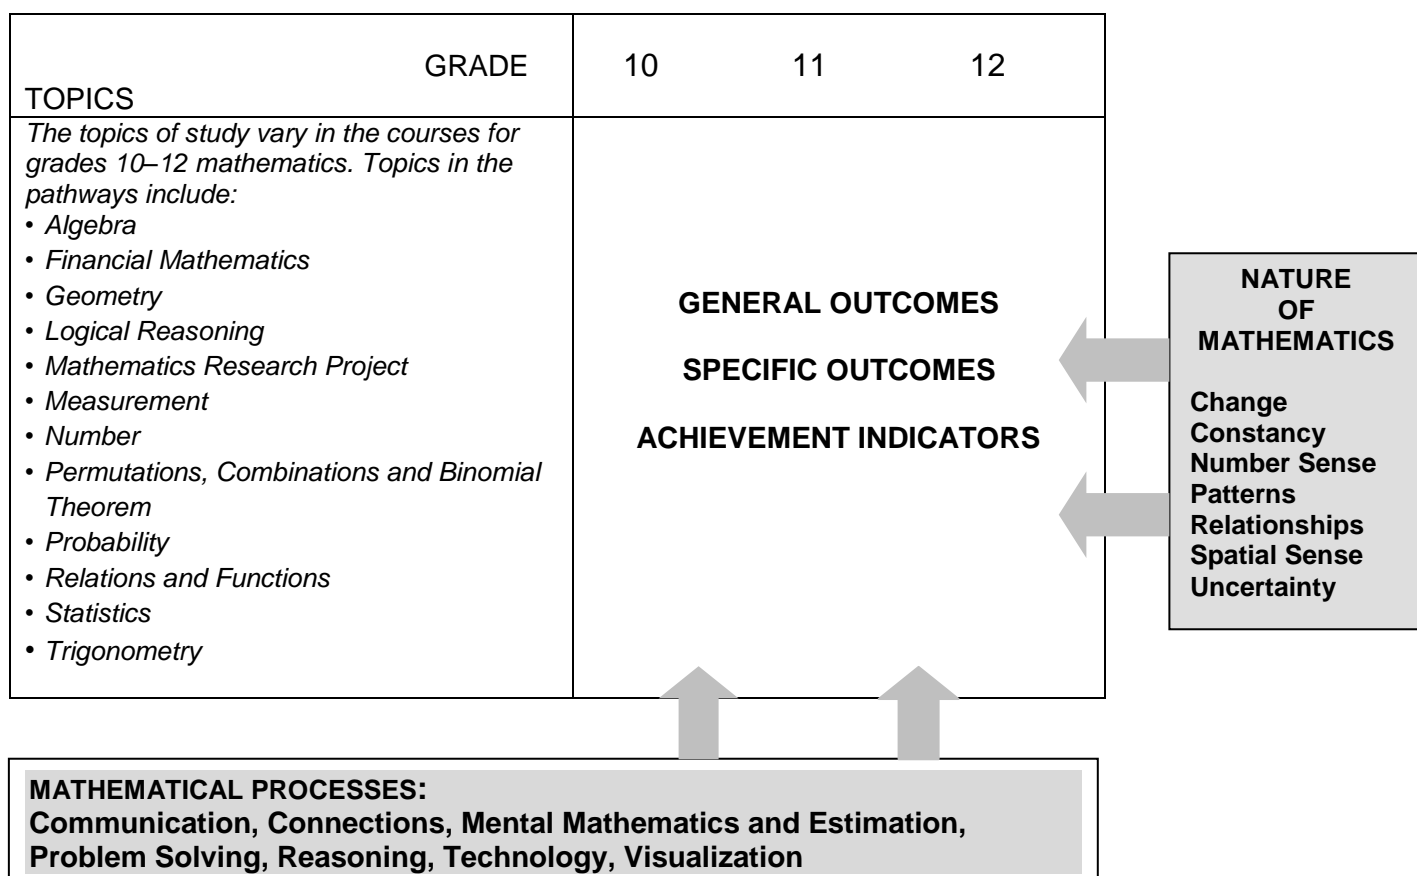 GRADE
TOPICS
10 11 12
The topics of study vary in the courses for
grades 10–12 mathematics. Topics in the
pathways include:
• Algebra
• Financial Mathematics
• Geometry
• Logical Reasoning
• Mathematics Research Project
• Measurement
• Number
• Permutations, Combinations and Binomial
Theorem
• Probability
• Relations and Functions
• Statistics
• Trigonometry
GENERAL OUTCOMES
SPECIFIC OUTCOMES
ACHIEVEMENT INDICATORS
NATURE
OF
MATHEMATICS
Change
Constancy
Number Sense
Patterns
Relationships
Spatial Sense
Uncertainty
MATHEMATICAL PROCESSES:
Communication, Connections, Mental Mathematics and Estimation,
Problem Solving, Reasoning, Technology, Visualization